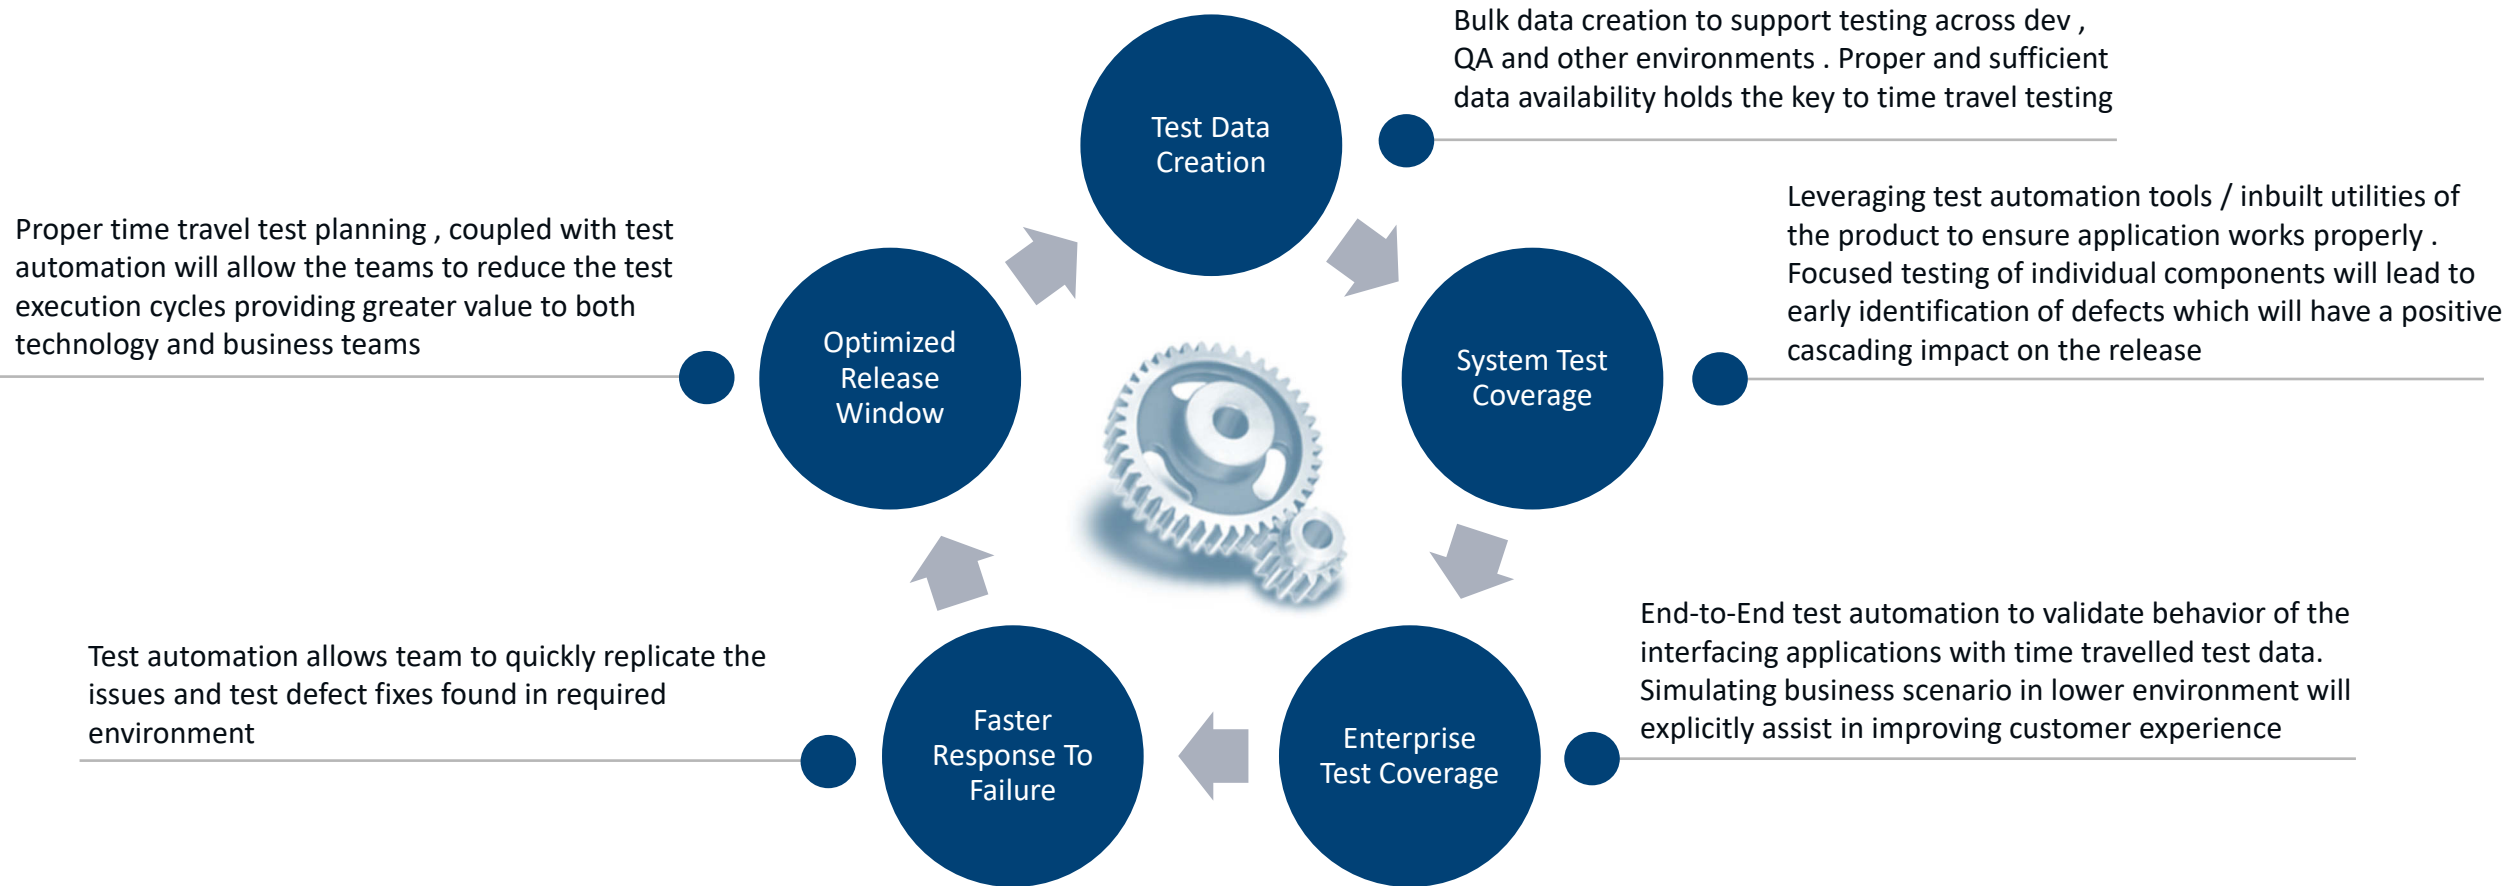 Test Data
Creation
Bulk data creation to support testing across dev ,
QA and other environments . Proper and sufficient
data availability holds the key to time travel testing
System Test
Coverage
Leveraging test automation tools / inbuilt utilities of
the product to ensure application works properly .
Focused testing of individual components will lead to
early identification of defects which will have a positive
cascading impact on the release
Enterprise
Test Coverage
End-to-End test automation to validate behavior of the
interfacing applications with time travelled test data.
Simulating business scenario in lower environment will
explicitly assist in improving customer experience
Faster
Response To
Failure
Test automation allows team to quickly replicate the
issues and test defect fixes found in required
environment
Optimized
Release
Window
Proper time travel test planning , coupled with test
automation will allow the teams to reduce the test
execution cycles providing greater value to both
technology and business teams